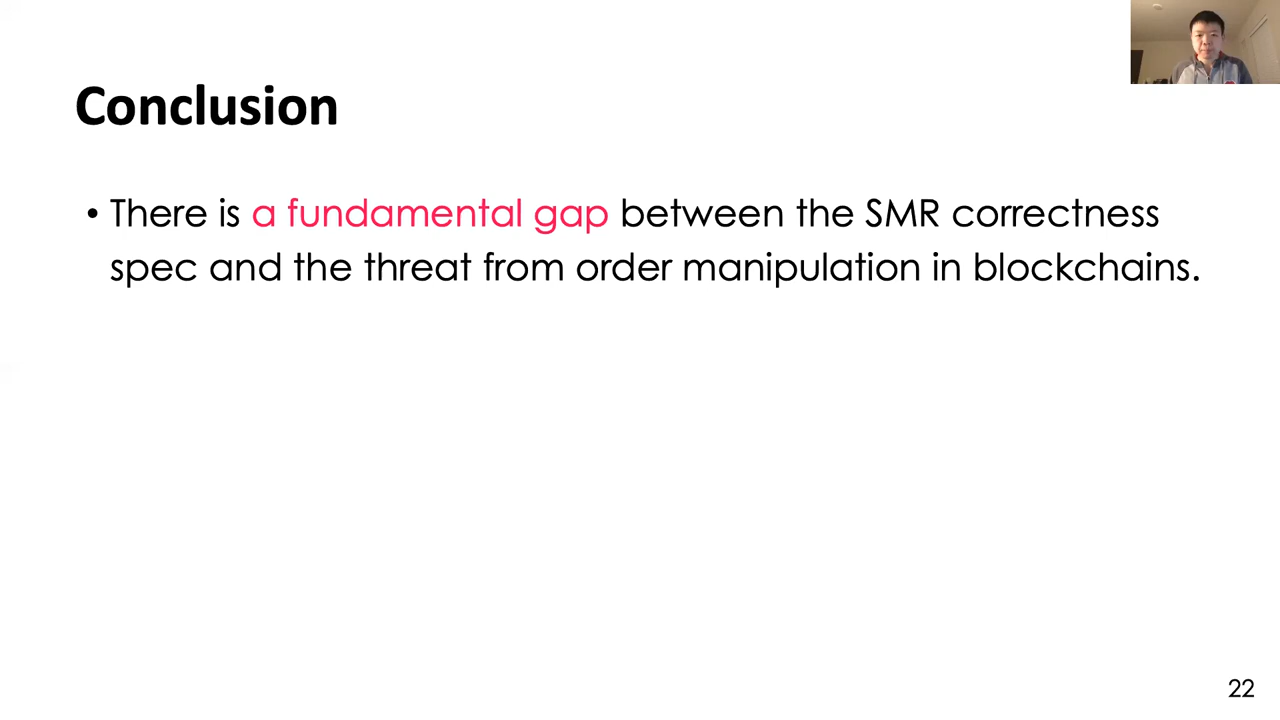 Conclusion
• There is a fundamental gap between the SMR correctness
spec and the threat from order manipulation in blockchains.
22